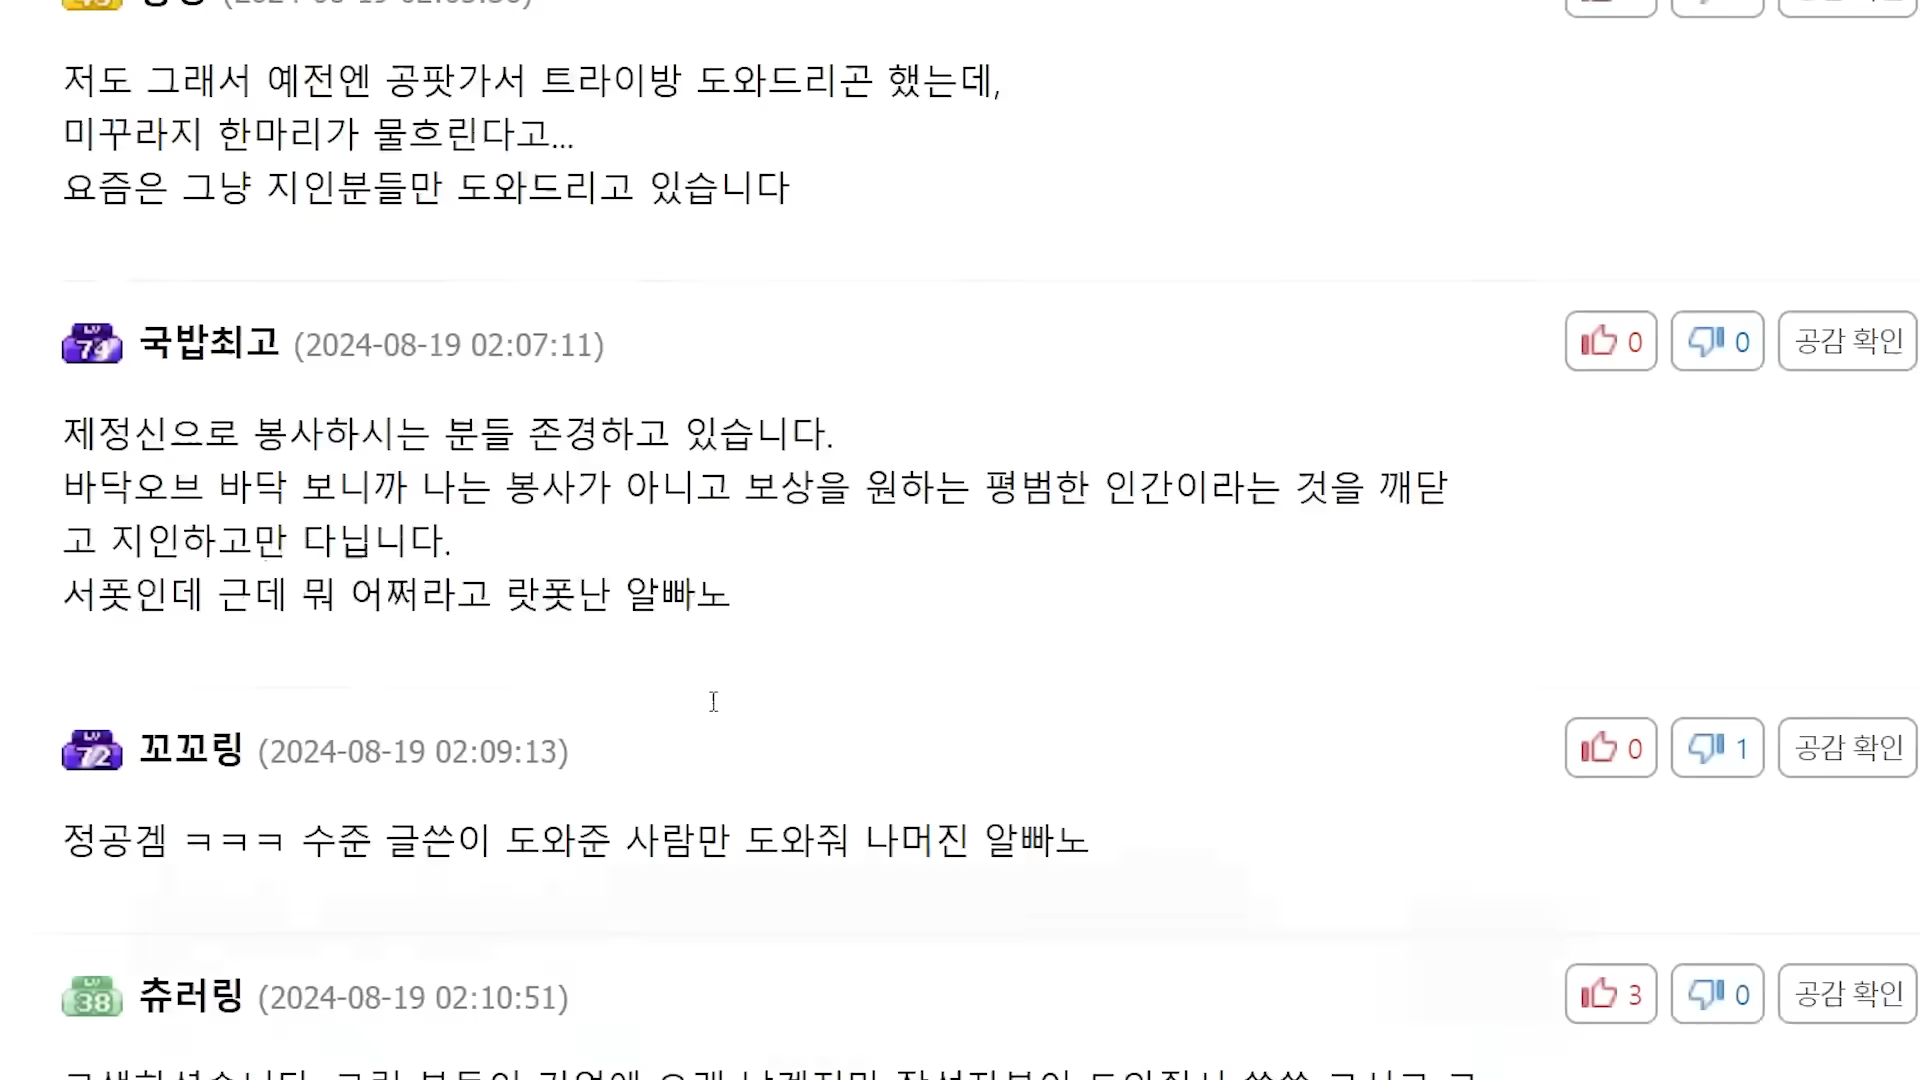 저도 그래서 예전엔 공팟가서 트라이방 도와드리곤 했는데,
미꾸라지 한마리가 물흐린다고...
요즘은 그냥 지인분들만 도와드리고 있습니다
LV 74 국밥최고 (2024-08-19 02:07:11) 0 0 공감 확인
제정신으로 봉사하시는 분들 존경하고 있습니다.
바닥오브 바닥 보니까 나는 봉사가 아니고 보상을 원하는 평범한 인간이라는 것을 깨닫
고 지인하고만 다닙니다.
서폿인데 근데 뭐 어쩌라고 랏폿난 알빠노
LV 72 꼬꼬링 (2024-08-19 02:09:13) 0 1 공감 확인
정공겜 ㅋㅋㅋ 수준 글쓴이 도와준 사람만 도와줘 나머진 알빠노
LV 38 츄러링 (2024-08-19 02:10:51) 3 0 공감 확인